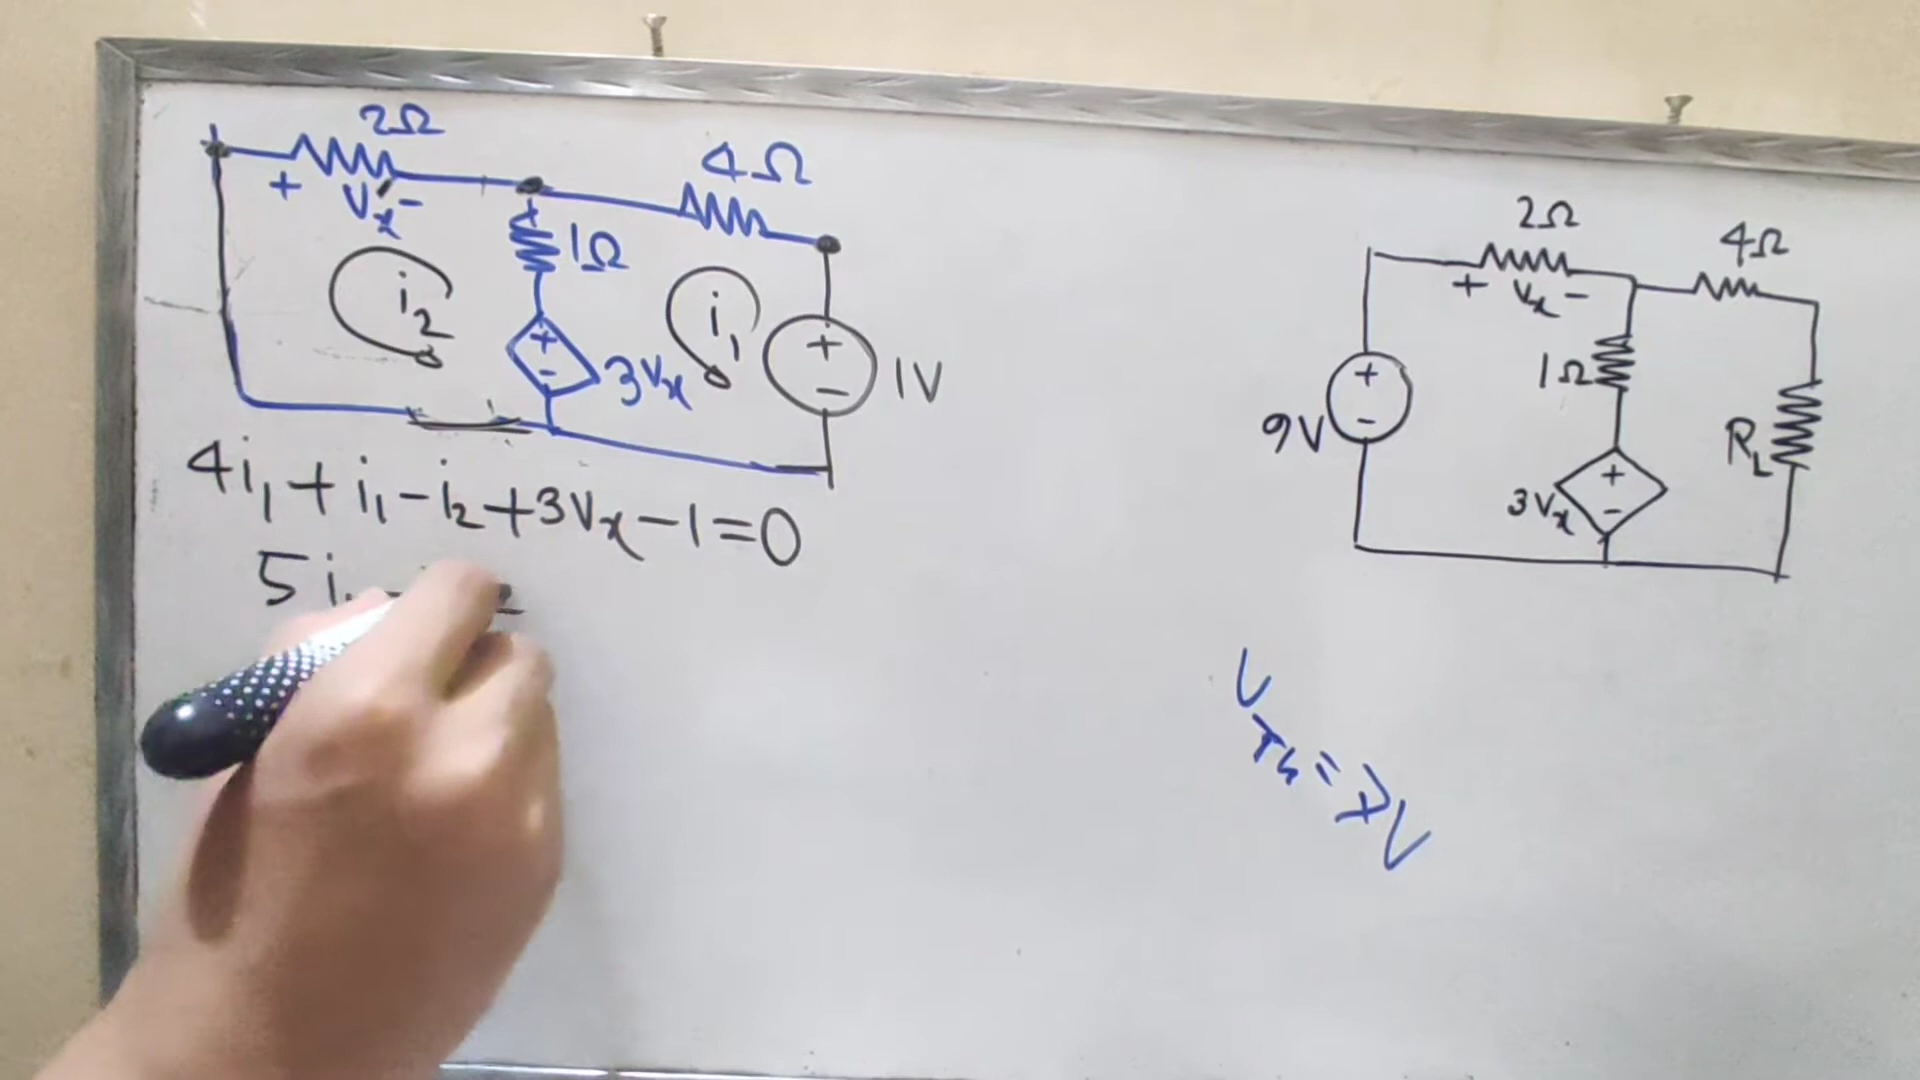 2Ω
4Ω
+ Vx -
1Ω
i2
i1
+
-
3Vx
+
-
1V
4i1 + i1 - i2 + 3Vx - 1 = 0
5i
2Ω
4Ω
+ Vx -
1Ω
+
-
9V
RL
+
-
3Vx
VTh = 7V